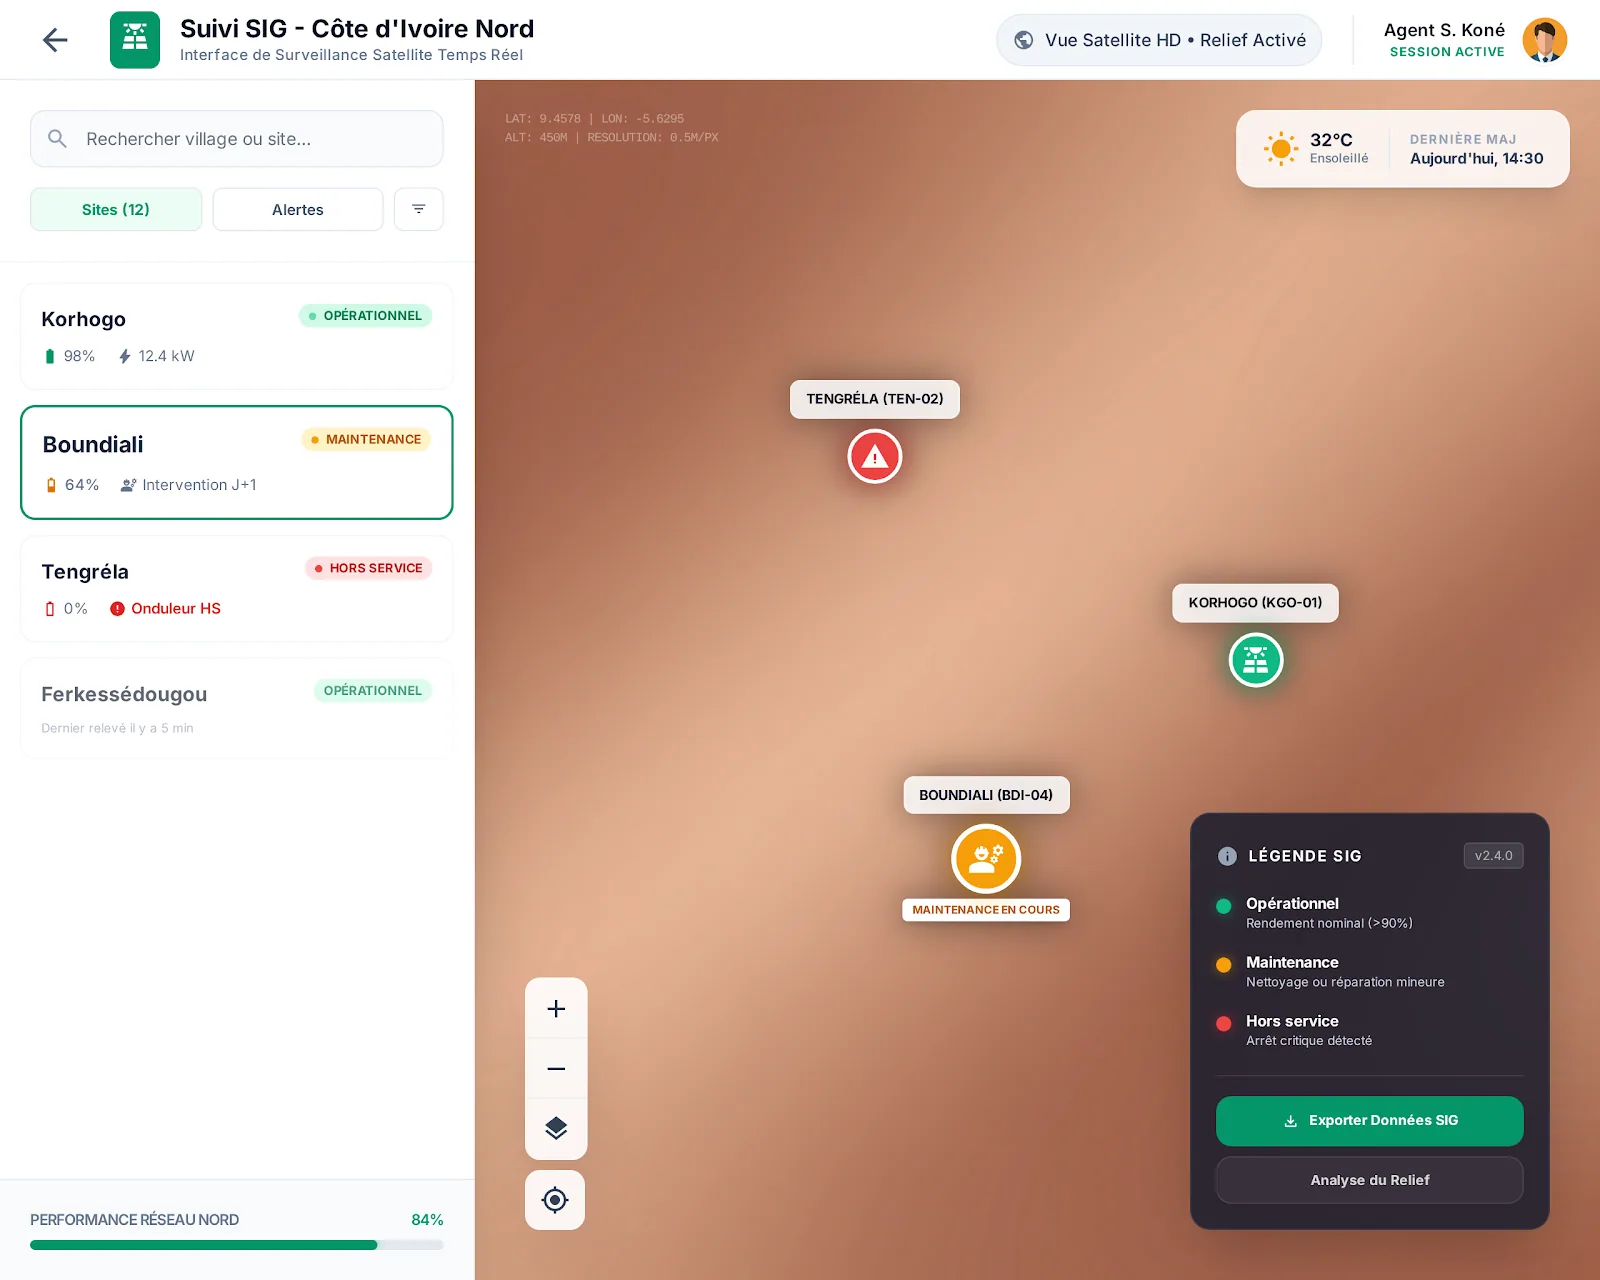 Suivi SIG - Côte d'Ivoire Nord
Interface de Surveillance Satellite Temps Réel
Vue Satellite HD • Relief Activé
Agent S. Koné
SESSION ACTIVE
Rechercher village ou site...
Sites (12)
Alertes
Korhogo
OPÉRATIONNEL
98%
12.4 kW
Boundiali
MAINTENANCE
64%
Intervention J+1
Tengréla
HORS SERVICE
0%
Onduleur HS
Ferkessédougou
OPÉRATIONNEL
Dernier relevé il y a 5 min
PERFORMANCE RÉSEAU NORD
84%
LAT: 9.4578 | LON: -5.6295
ALT: 450M | RESOLUTION: 0.5M/PX
32°C
Ensoleillé
DERNIÈRE MAJ
Aujourd'hui, 14:30
TENGRÉLA (TEN-02)
KORHOGO (KGO-01)
BOUNDIALI (BDI-04)
MAINTENANCE EN COURS
LÉGENDE SIG
v2.4.0
Opérationnel
Rendement nominal (>90%)
Maintenance
Nettoyage ou réparation mineure
Hors service
Arrêt critique détecté
Exporter Données SIG
Analyse du Relief